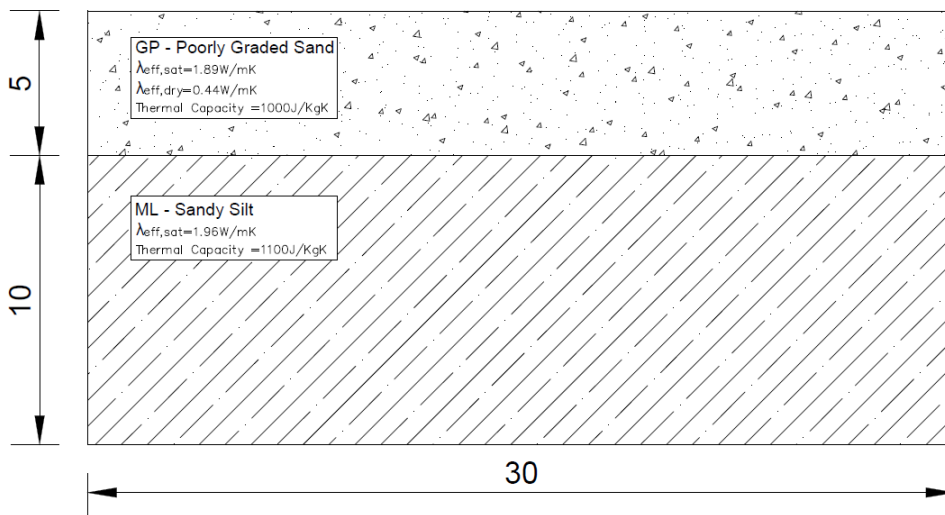 GP - Poorly Graded Sand
λeff,sat=1.89W/mK
λeff,dry=0.44W/mK
Thermal Capacity =1000J/KgK
5
ML - Sandy Silt
λeff,sat=1.96W/mK
Thermal Capacity =1100J/KgK
10
30